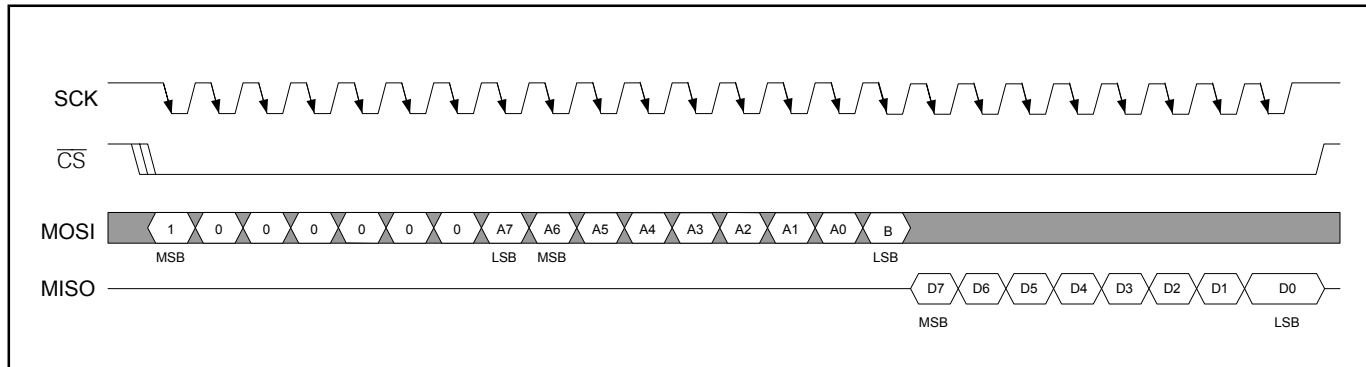 SCK
CS
MOSI 1 0 0 0 0 0 0 A7 A6 A5 A4 A3 A2 A1 A0 B
MSB LSB MSB LSB
MISO D7 D6 D5 D4 D3 D2 D1 D0
MSB LSB